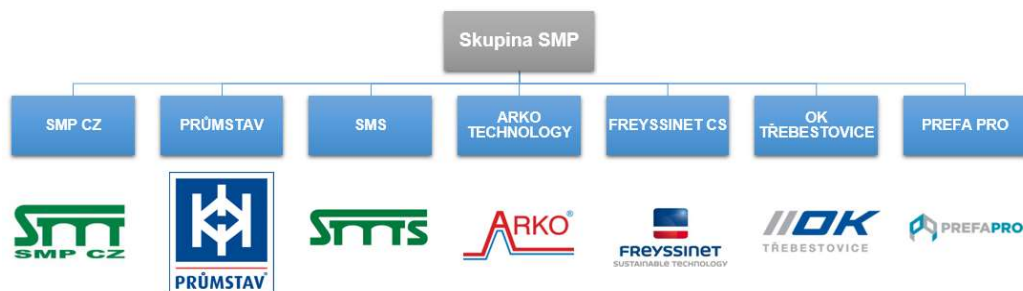 Skupina SMP
SMP CZ
PRŮMSTAV
SMS
ARKO
TECHNOLOGY
FREYSSINET CS
OK
TŘEBESTOVICE
PREFA PRO
SMP CZ
PRŮMSTAV
SMS
ARKO®
FREYSSINET
SUSTAINABLE TECHNOLOGY
//OK
TŘEBESTOVICE
PREFAPRO